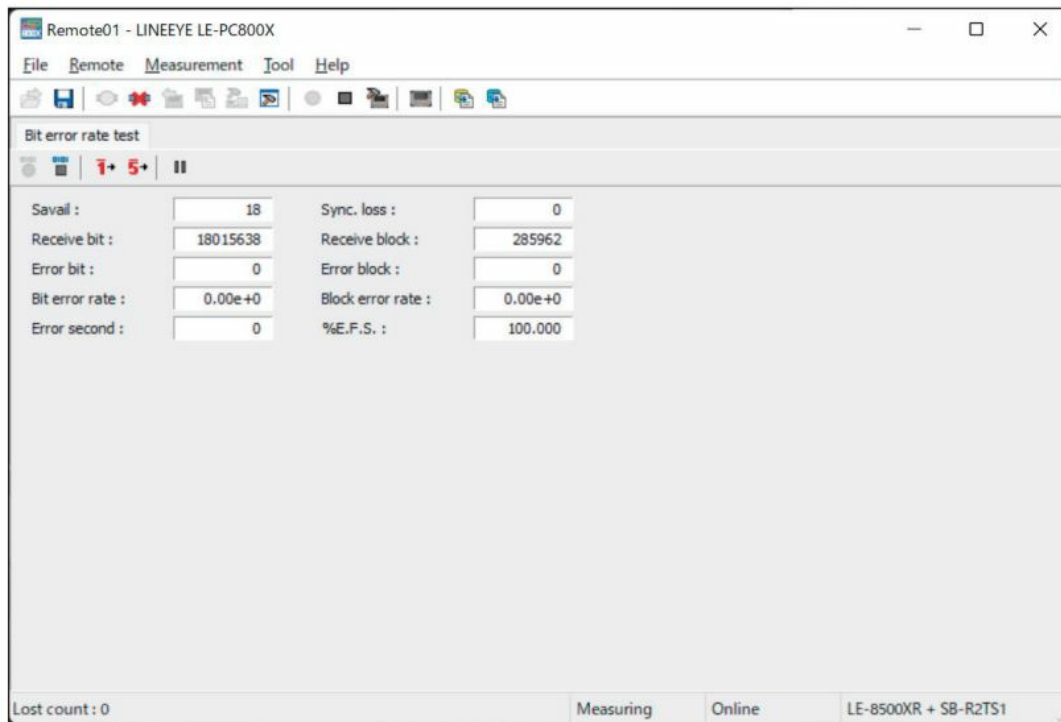 Remote01 - LINEEYE LE-PC800X
File Remote Measurement Tool Help
Bit error rate test
1 5
Savail : 18 Sync. loss : 0
Receive bit : 18015638 Receive block : 285962
Error bit : 0 Error block : 0
Bit error rate : 0.00e+0 Block error rate : 0.00e+0
Error second : 0 %E.F.S. : 100.000
Lost count : 0 Measuring Online LE-8500XR + SB-R2TS1